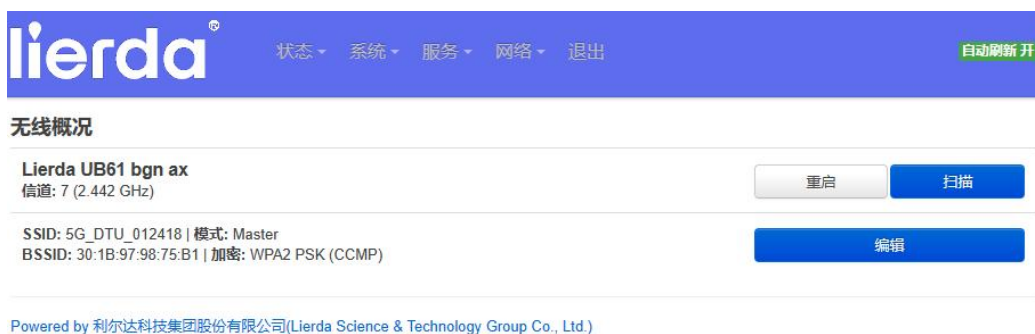 lierda®
状态 系统 服务 网络 退出
自动刷新 开
无线概况
Lierda UB61 bgn ax
信道: 7 (2.442 GHz)
重启 扫描
SSID: 5G_DTU_012418 | 模式: Master
BSSID: 30:1B:97:98:75:B1 | 加密: WPA2 PSK (CCMP)
编辑
Powered by 利尔达科技集团股份有限公司(Lierda Science & Technology Group Co., Ltd.)